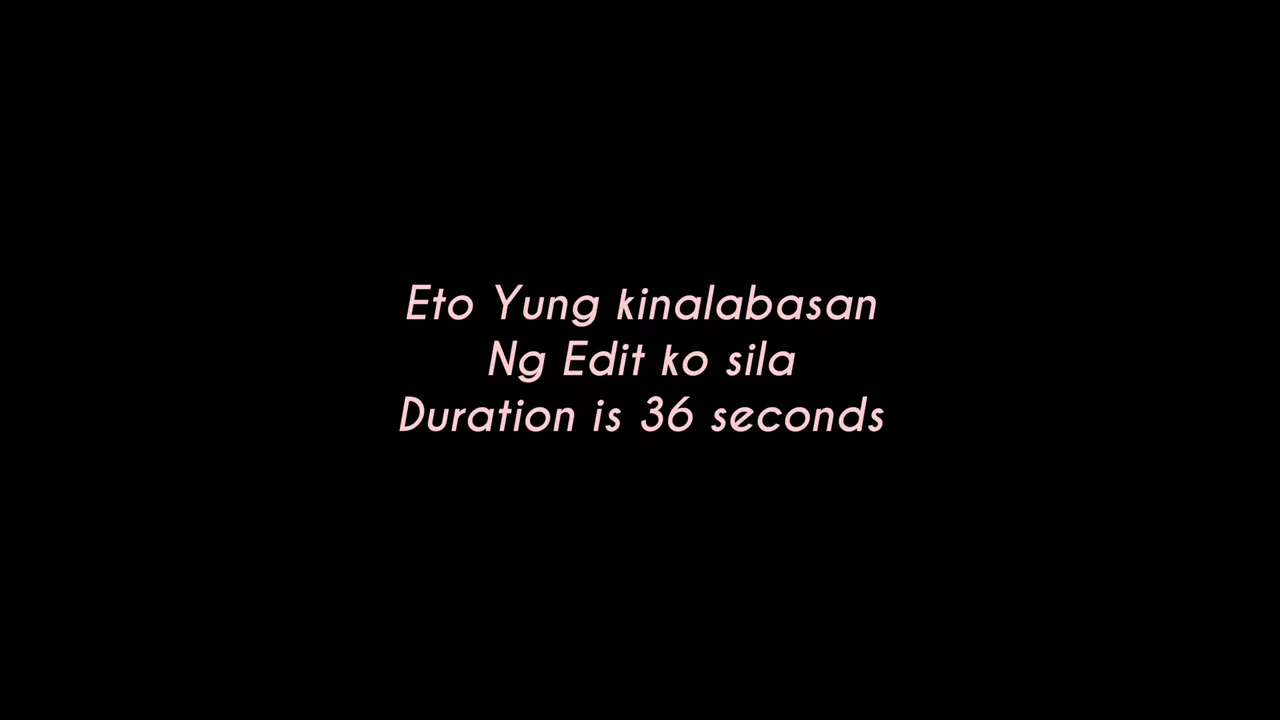 Eto Yung kinalabasan
Ng Edit ko sila
Duration is 36 seconds